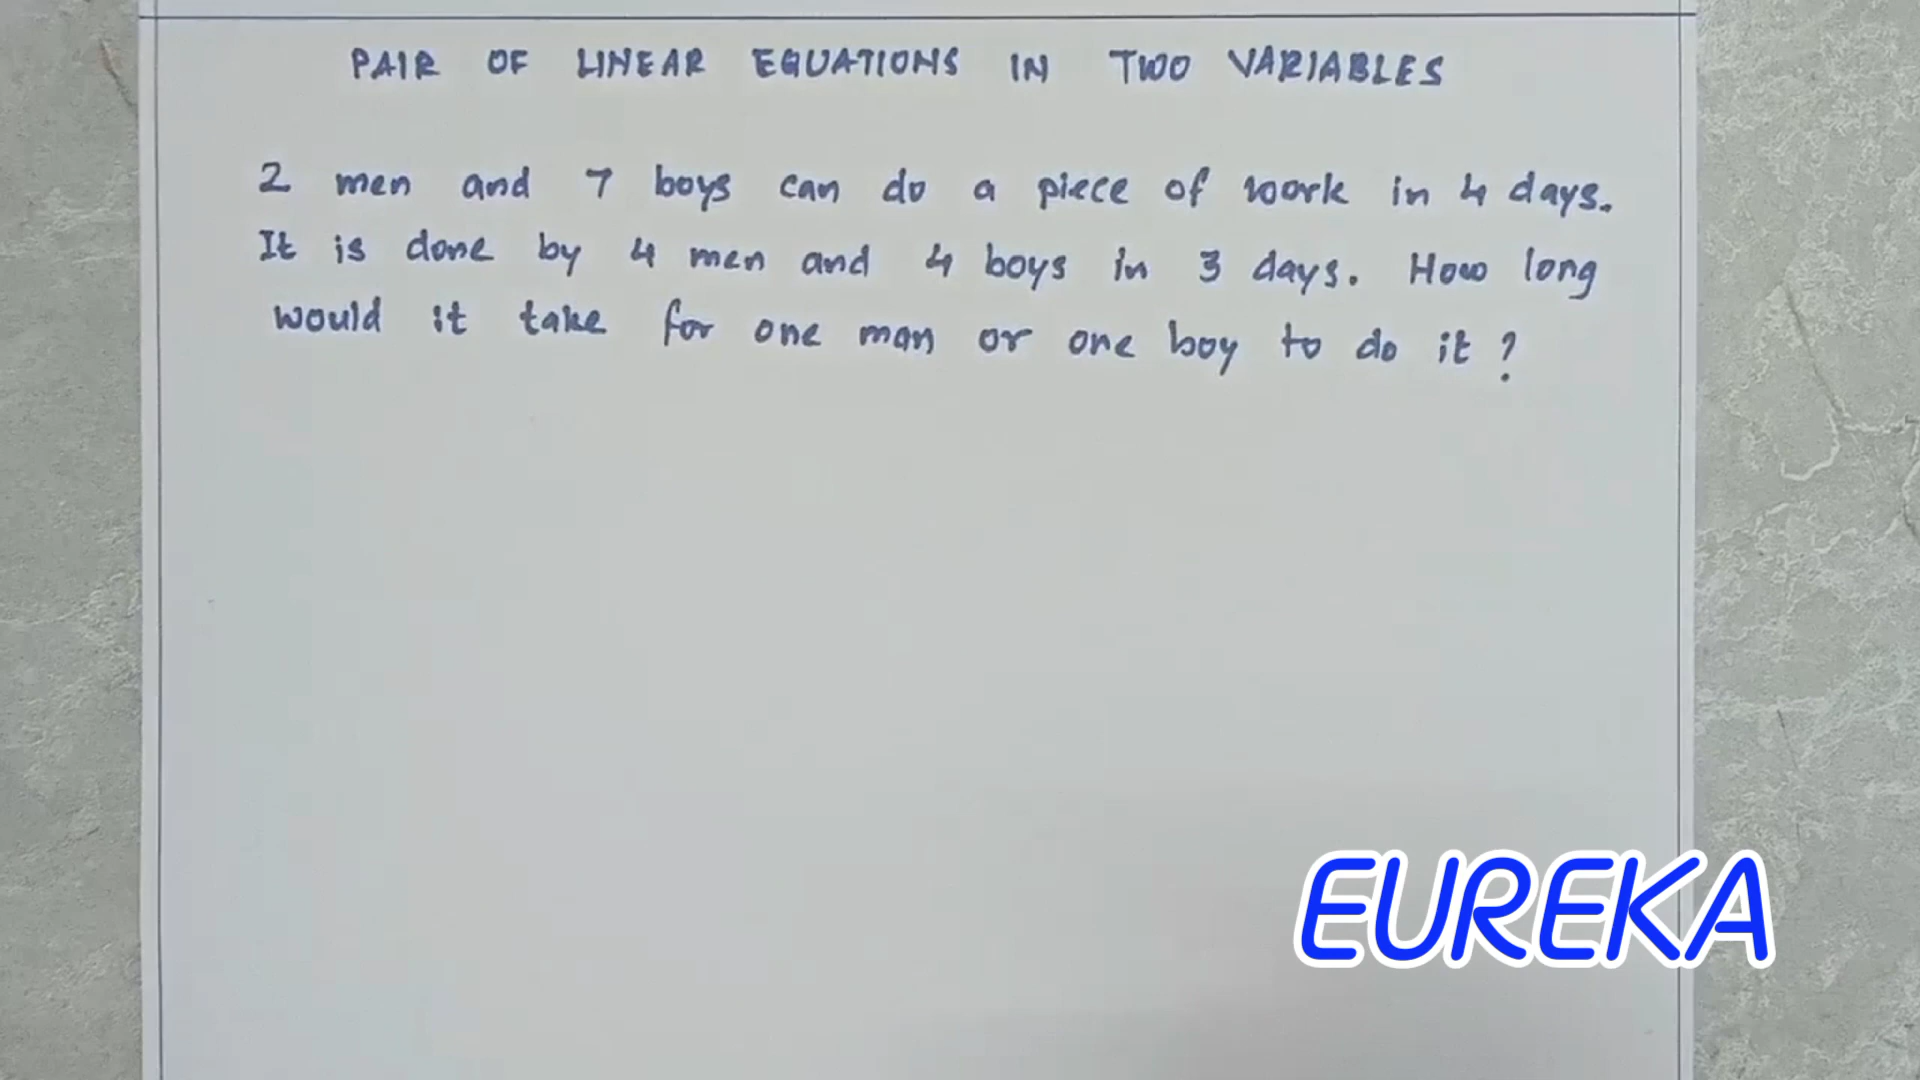 PAIR OF LINEAR EQUATIONS IN TWO VARIABLES
2 men and 7 boys can do a piece of work in 4 days.
It is done by 4 men and 4 boys in 3 days. How long
would it take for one man or one boy to do it?
EUREKA